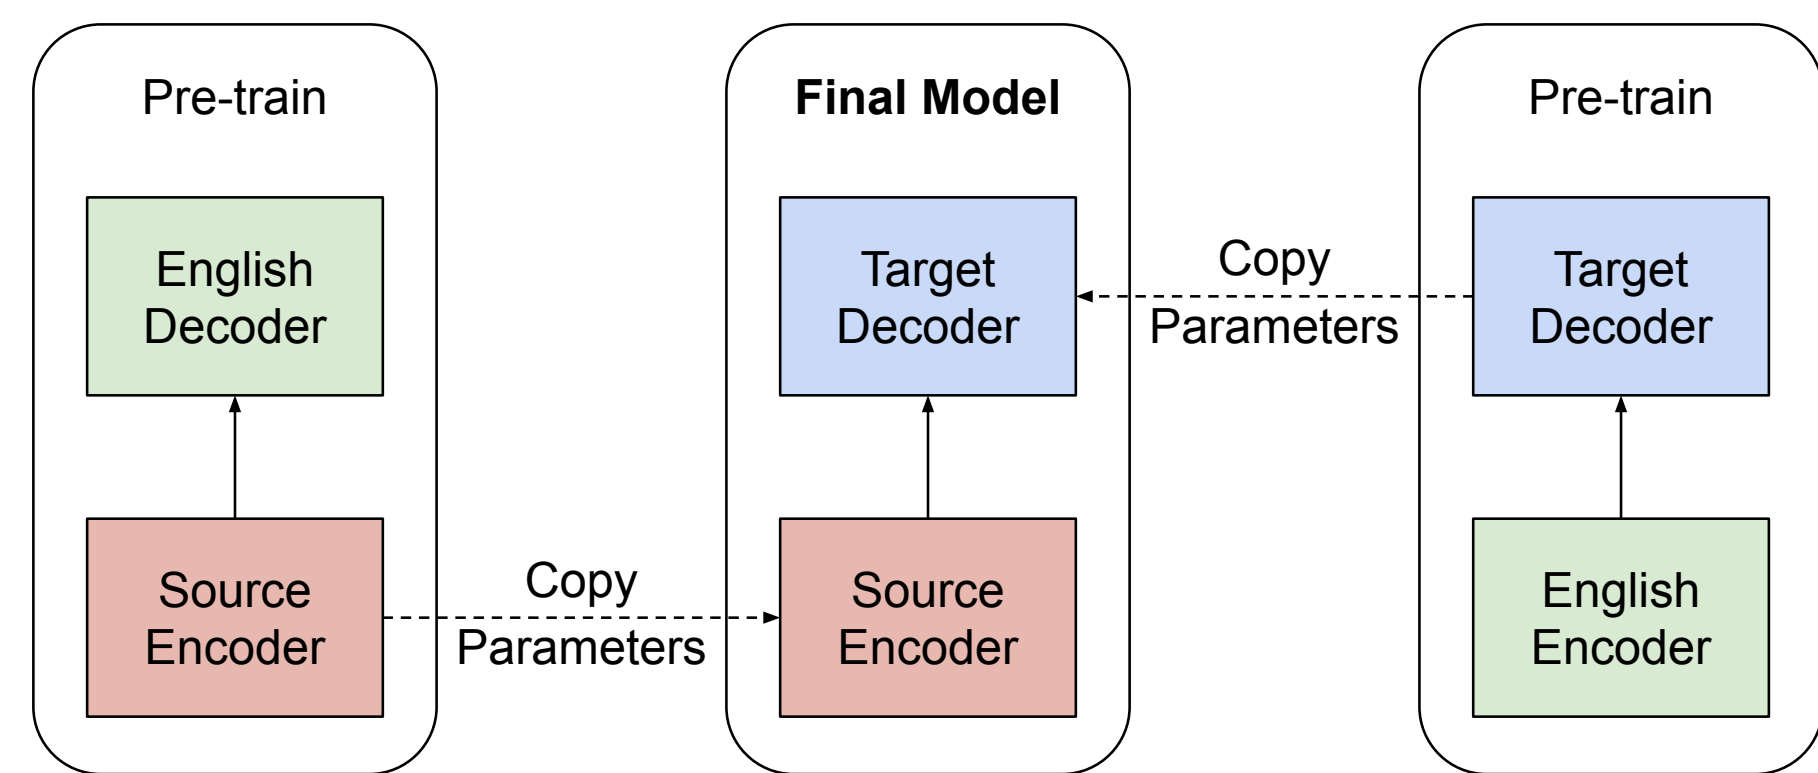 Pre-train
English
Decoder
Source
Encoder
Copy
Parameters
Final Model
Target
Decoder
Source
Encoder
Copy
Parameters
Pre-train
Target
Decoder
English
Encoder